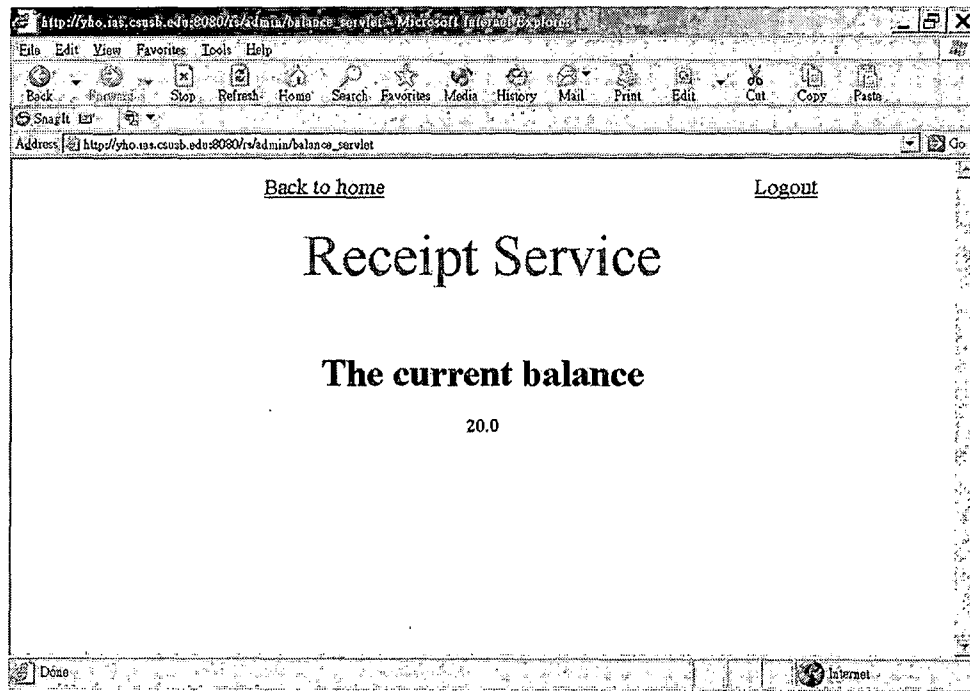 http://yho.ias.csusb.edu:8080/rs/admin/balance_servlet - Microsoft Internet Explorer
File Edit View Favorites Tools Help
Back Forward Stop Refresh Home Search Favorites Media History Mail Print Edit Cut Copy Paste
SnagIt
Address http://yho.ias.csusb.edu:8080/rs/admin/balance_servlet Go
Back to home Logout
Receipt Service
The current balance
20.0
Done Internet